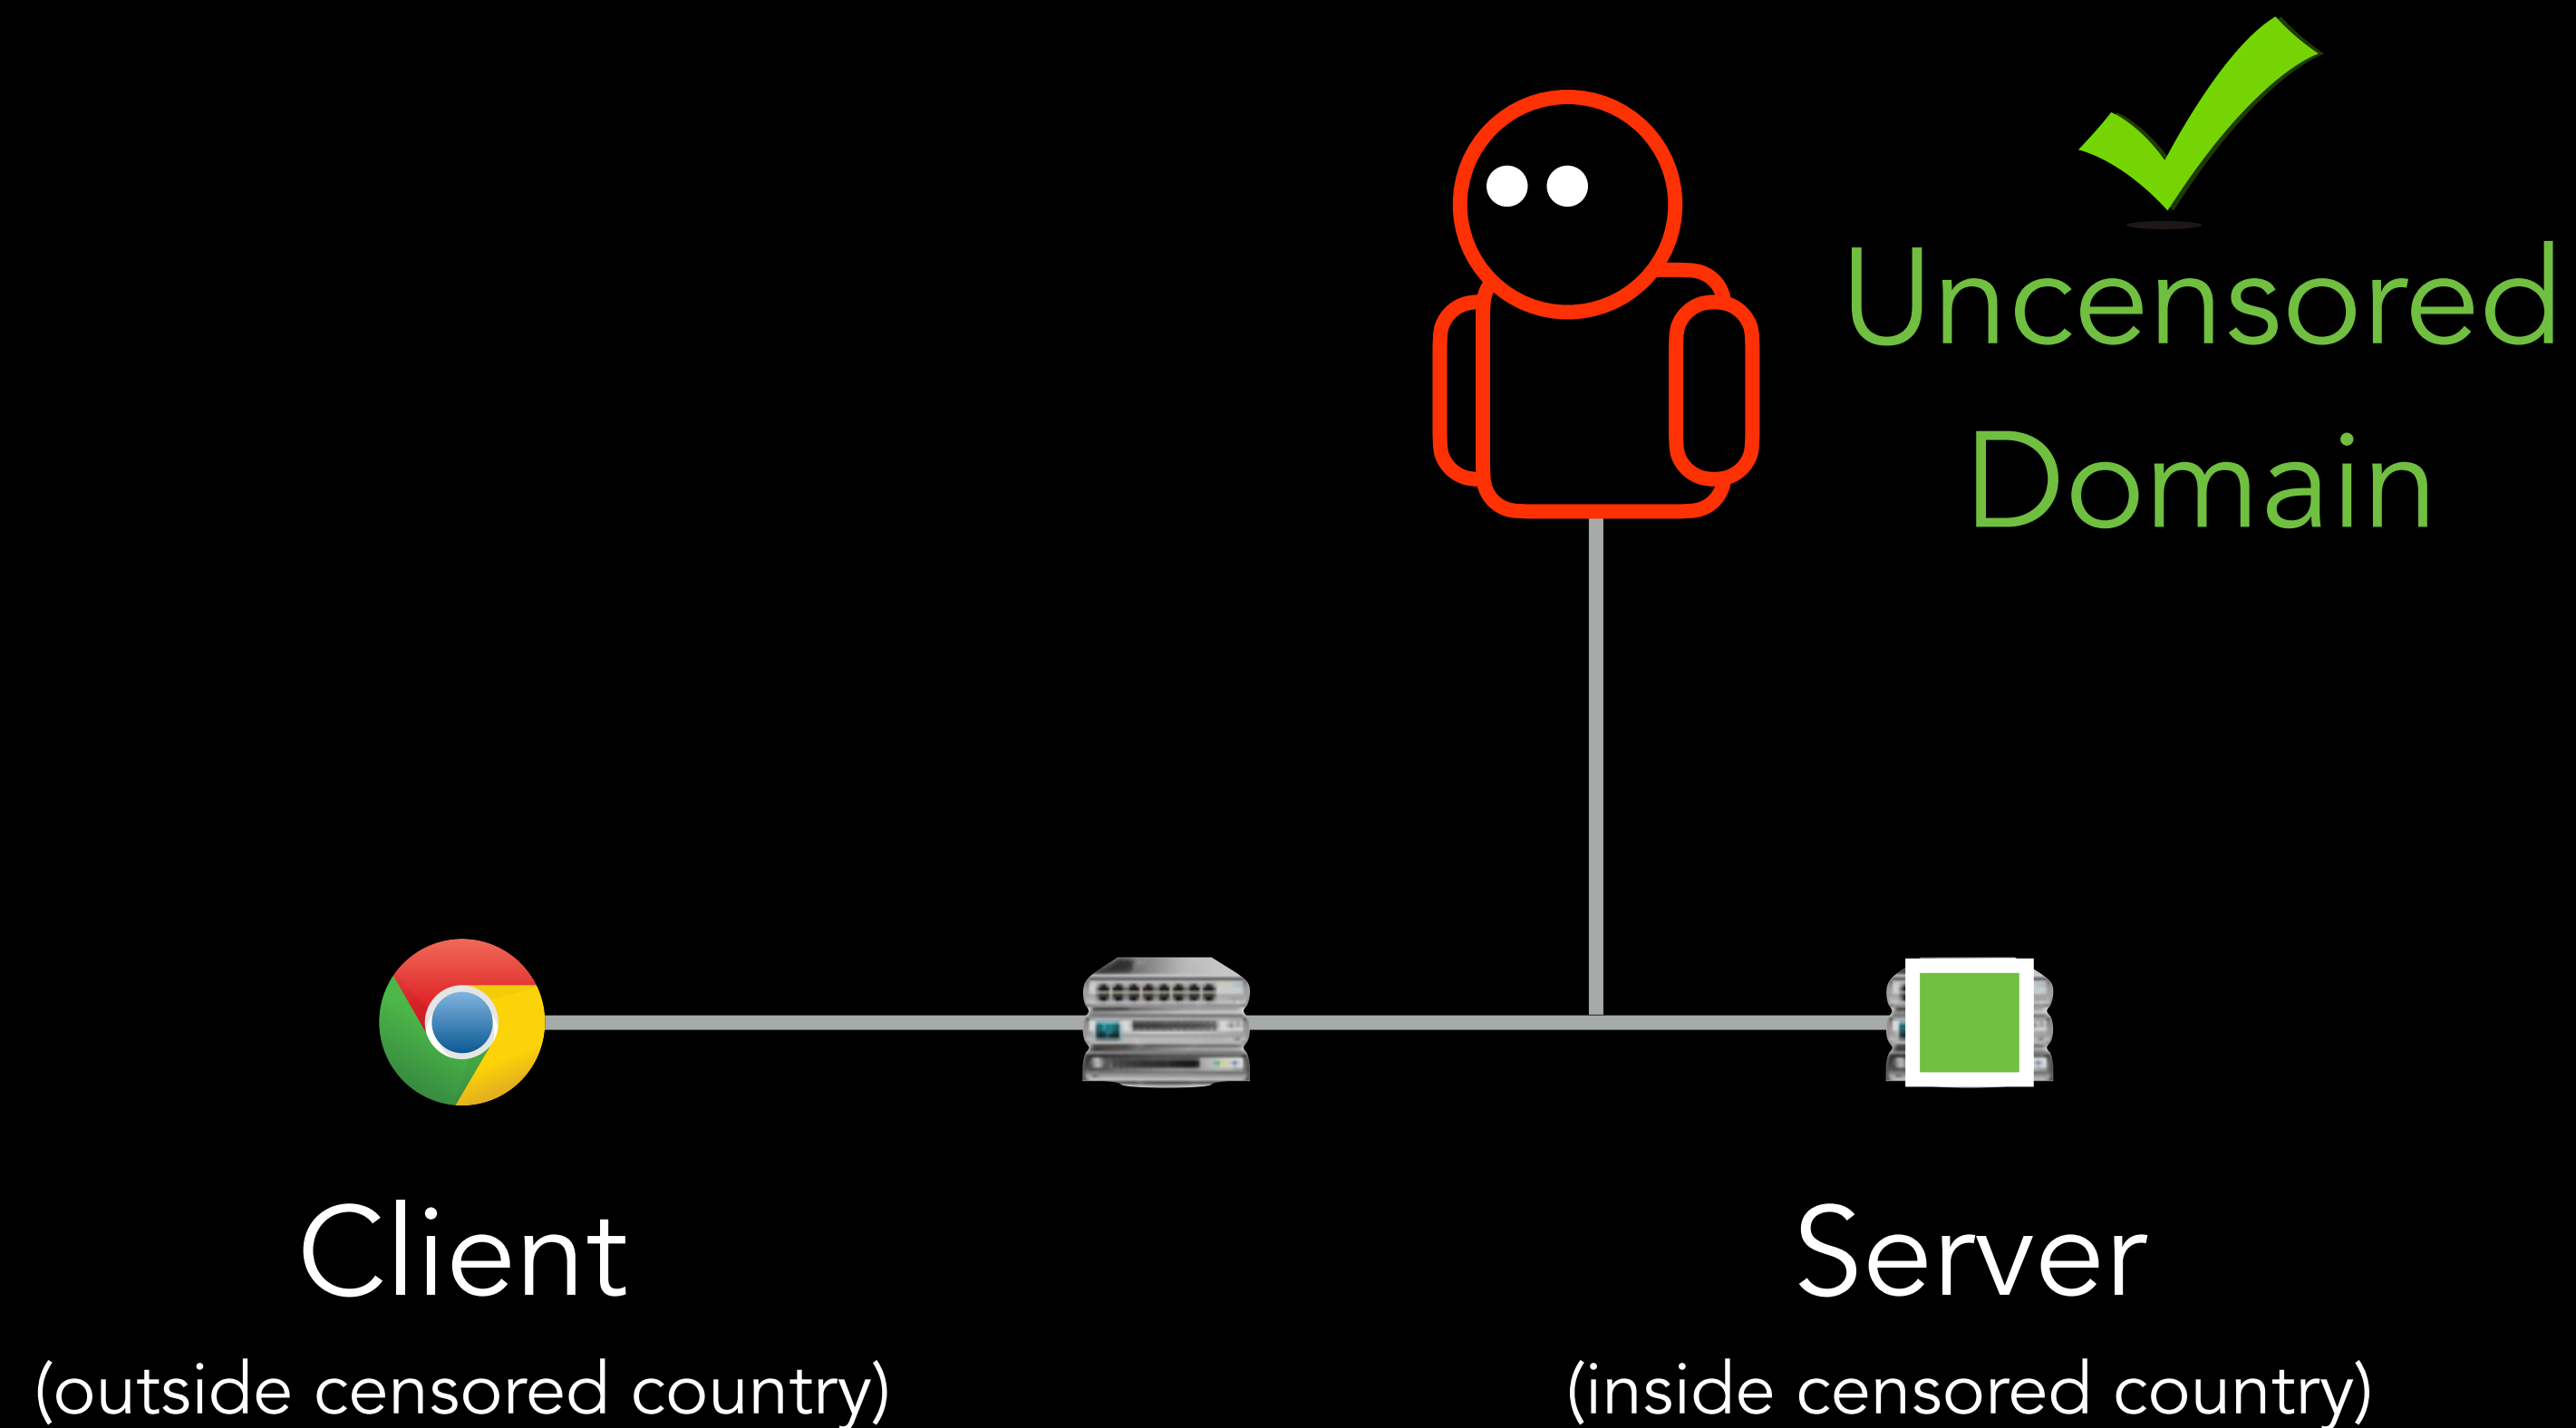 Uncensored
Domain
Client
Server
(outside censored country)
(inside censored country)